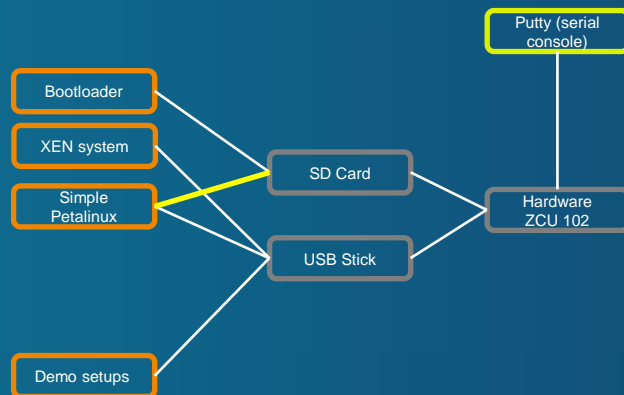 Putty (serial
console)
Bootloader
XEN system
SD Card
Simple
Petalinux
Hardware
ZCU 102
USB Stick
Demo setups